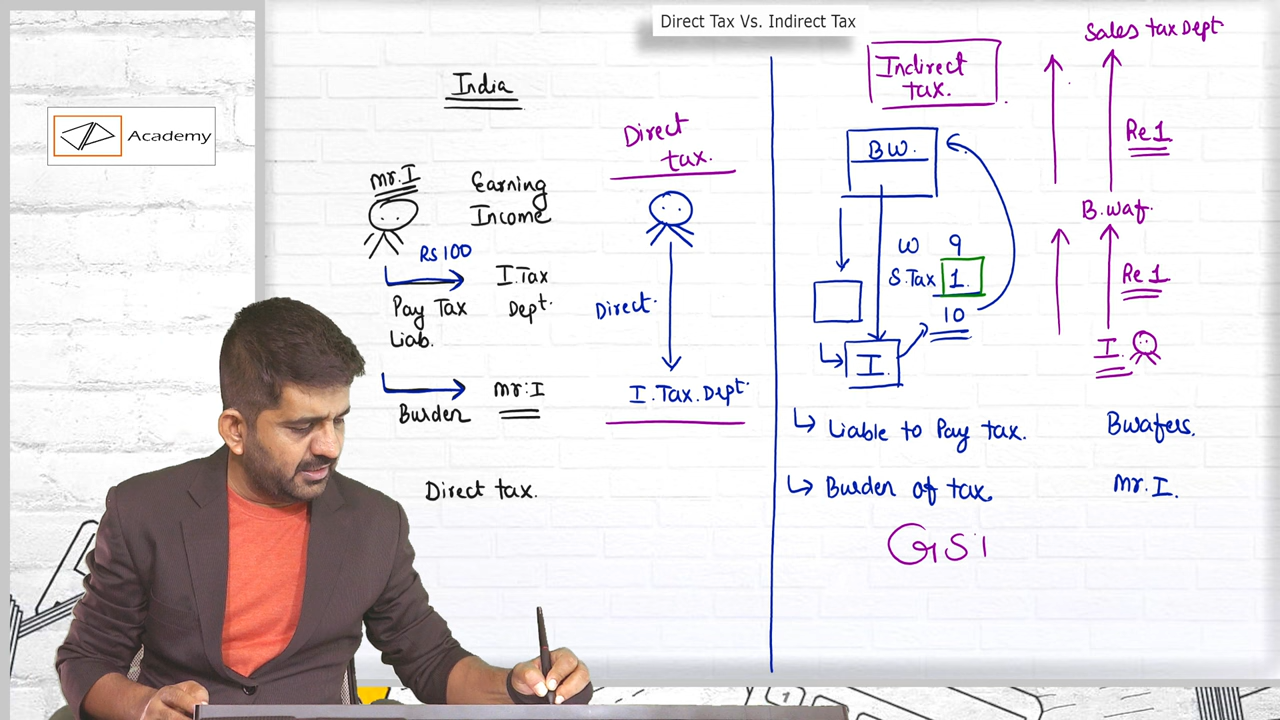 Direct Tax Vs. Indirect Tax
Academy
India
Mr. I
Earning
Income
Rs 100
I. Tax
Dept.
Pay Tax
Liab.
Mr. I
Burden
Direct tax.
Direct
tax.
Direct.
I. Tax. Dept.
Indirect
tax.
B W.
W 9
S. Tax 1.
10
I.
Sales tax Dept
Re 1
B. waf.
Re 1
I.
Liable to Pay tax. Bwafers.
Burden of tax. Mr. I.
GSI